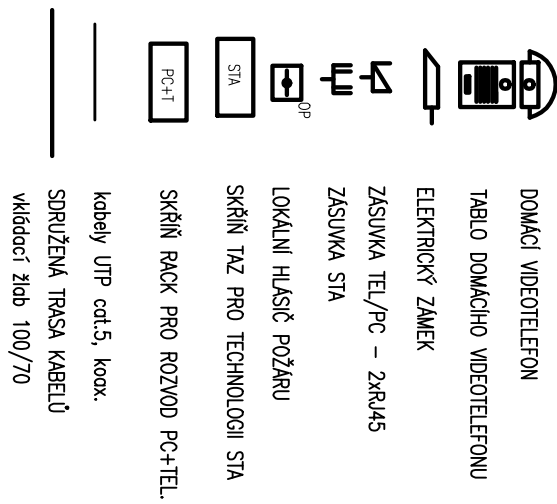 DOMÁCÍ VIDEOTELEFON
TABLO DOMÁCÍHO VIDEOTELEFONU
ELEKTRICKÝ ZÁMEK
ZÁSUVKA TEL/PC – 2xRJ45
ZÁSUVKA STA
OP
LOKÁLNÍ HLÁSIČ POŽÁRU
STA
SKŘÍŇ TAZ PRO TECHNOLOGII STA
PC+T
SKŘÍŇ RACK PRO ROZVOD PC+TEL.
kabely UTP cat.5, koax.
SDRUŽENÁ TRASA KABELŮ
vkládací žlab 100/70